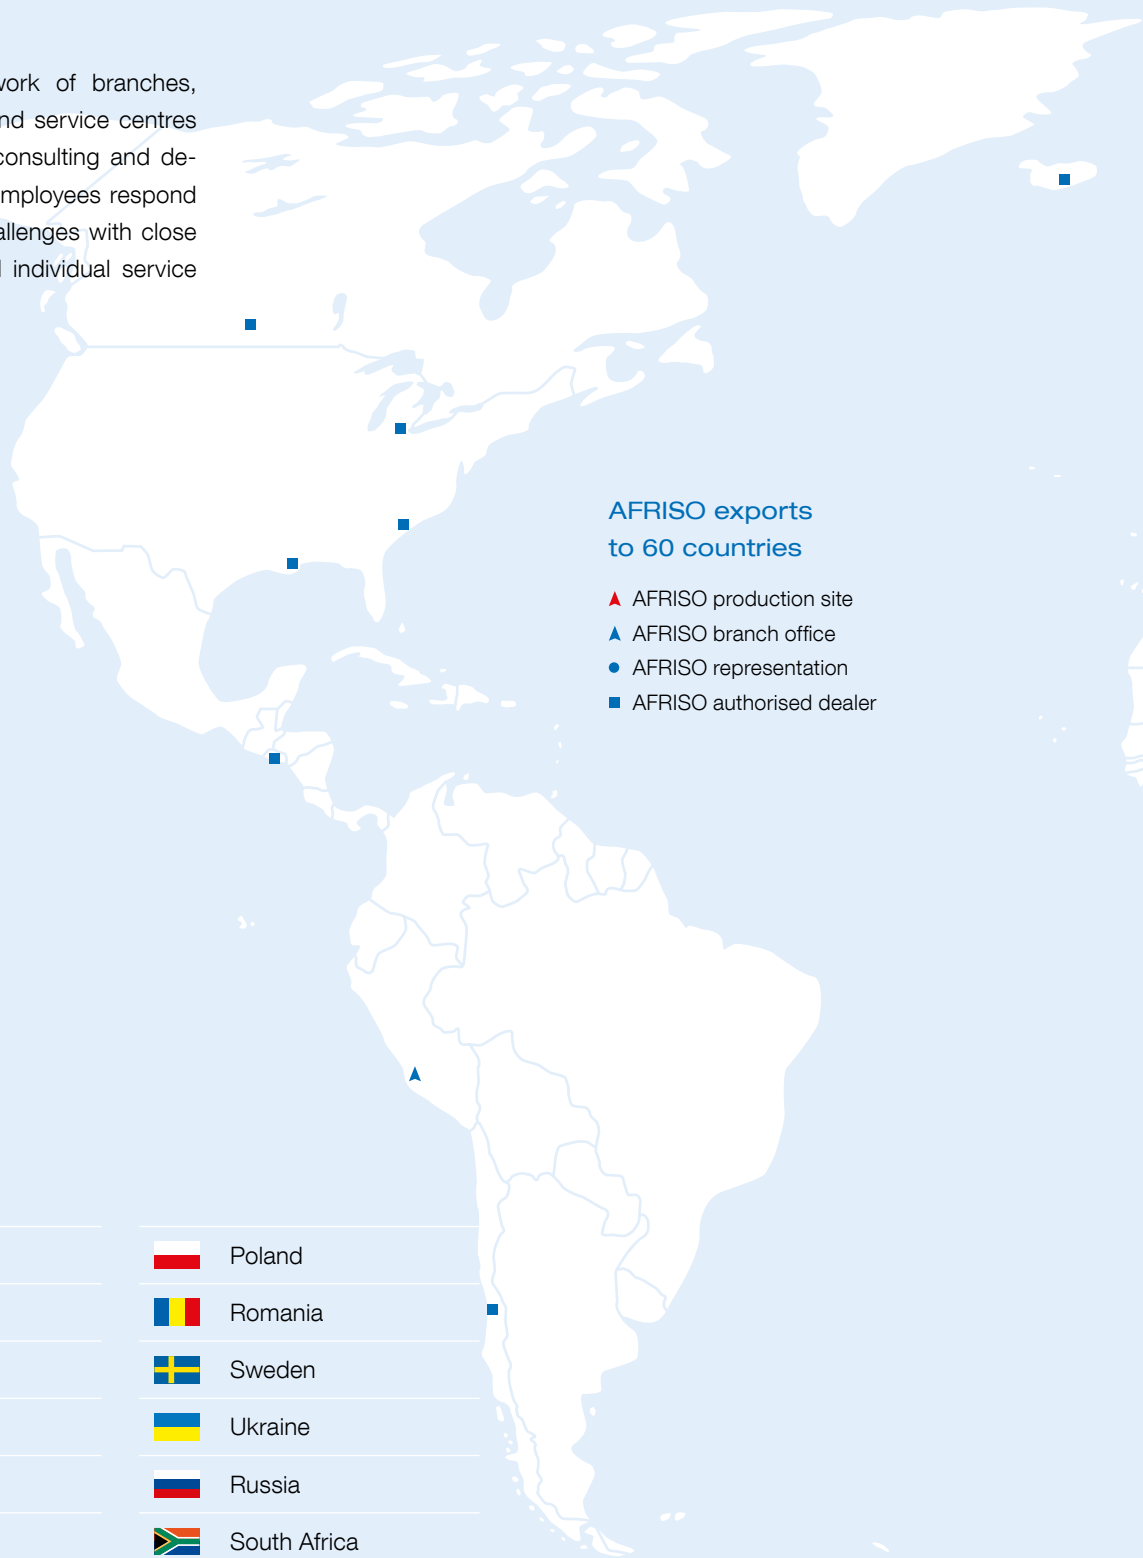 work of branches,
nd service centres
consulting and de-
mployees respond
allenges with close
individual service
AFRISO exports
to 60 countries
AFRISO production site
AFRISO branch office
AFRISO representation
AFRISO authorised dealer
Poland
Romania
Sweden
Ukraine
Russia
South Africa